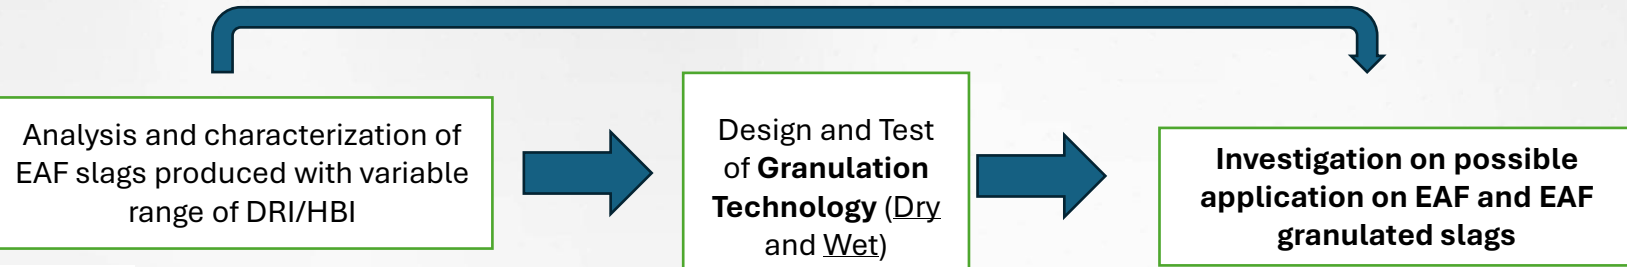 Analysis and characterization of
EAF slags produced with variable
range of DRI/HBI
Design and Test
of Granulation
Technology (Dry
and Wet)
Investigation on possible
application on EAF and EAF
granulated slags